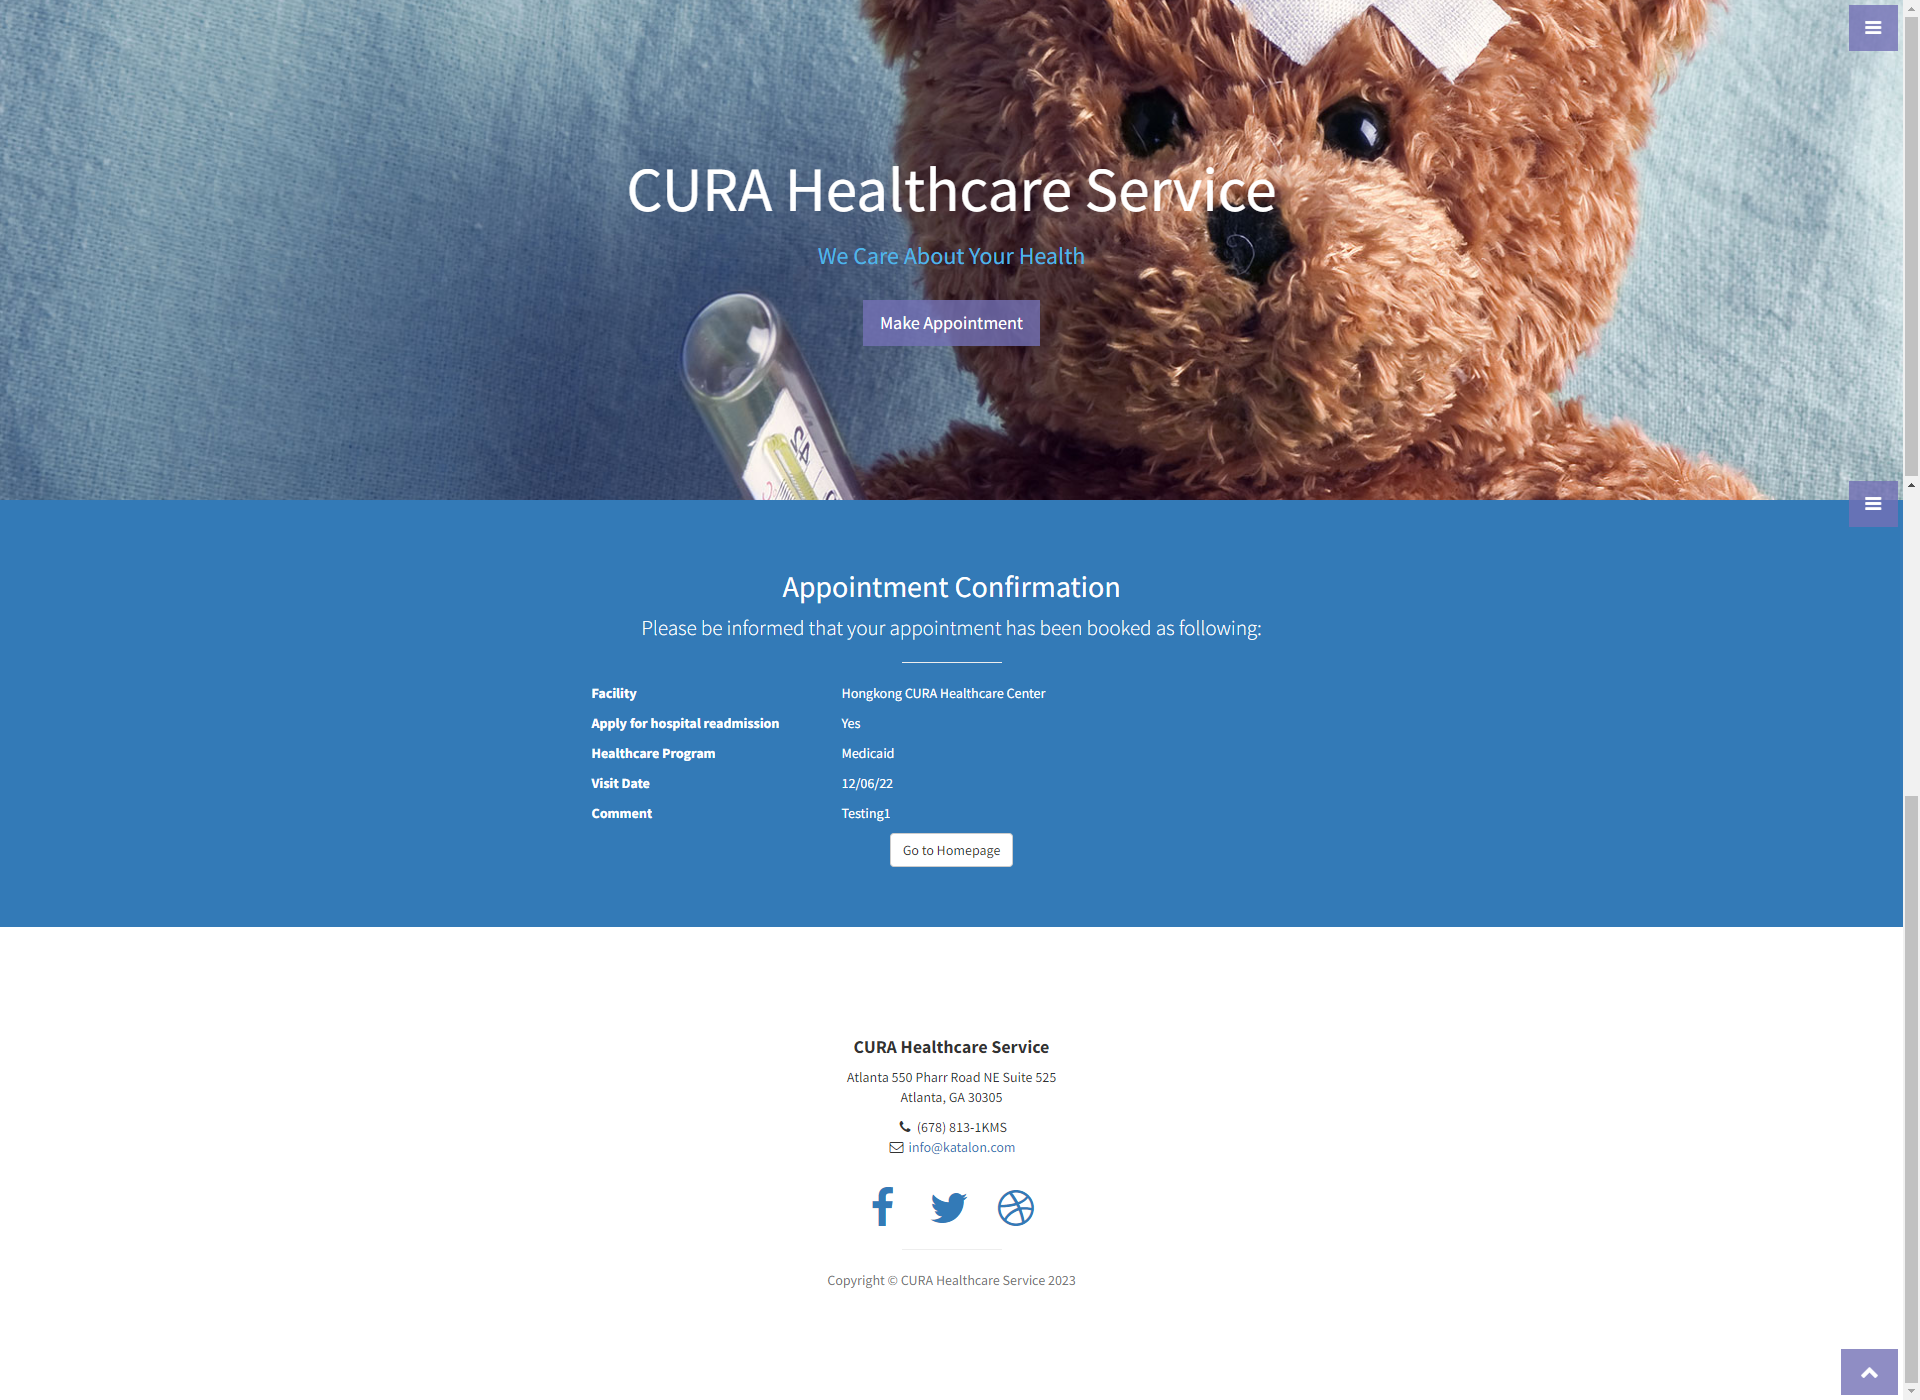 CURA Healthcare Service
We Care About Your Health
Make Appointment
42
Appointment Confirmation
Please be informed that your appointment has been booked as following:
Facility Hongkong CURA Healthcare Center
Apply for hospital readmission Yes
Healthcare Program Medicaid
Visit Date 12/06/22
Comment Testing1
Go to Homepage
CURA Healthcare Service
Atlanta 550 Pharr Road NE Suite 525
Atlanta, GA 30305
(678) 813-1KMS
info@katalon.com
Copyright © CURA Healthcare Service 2023